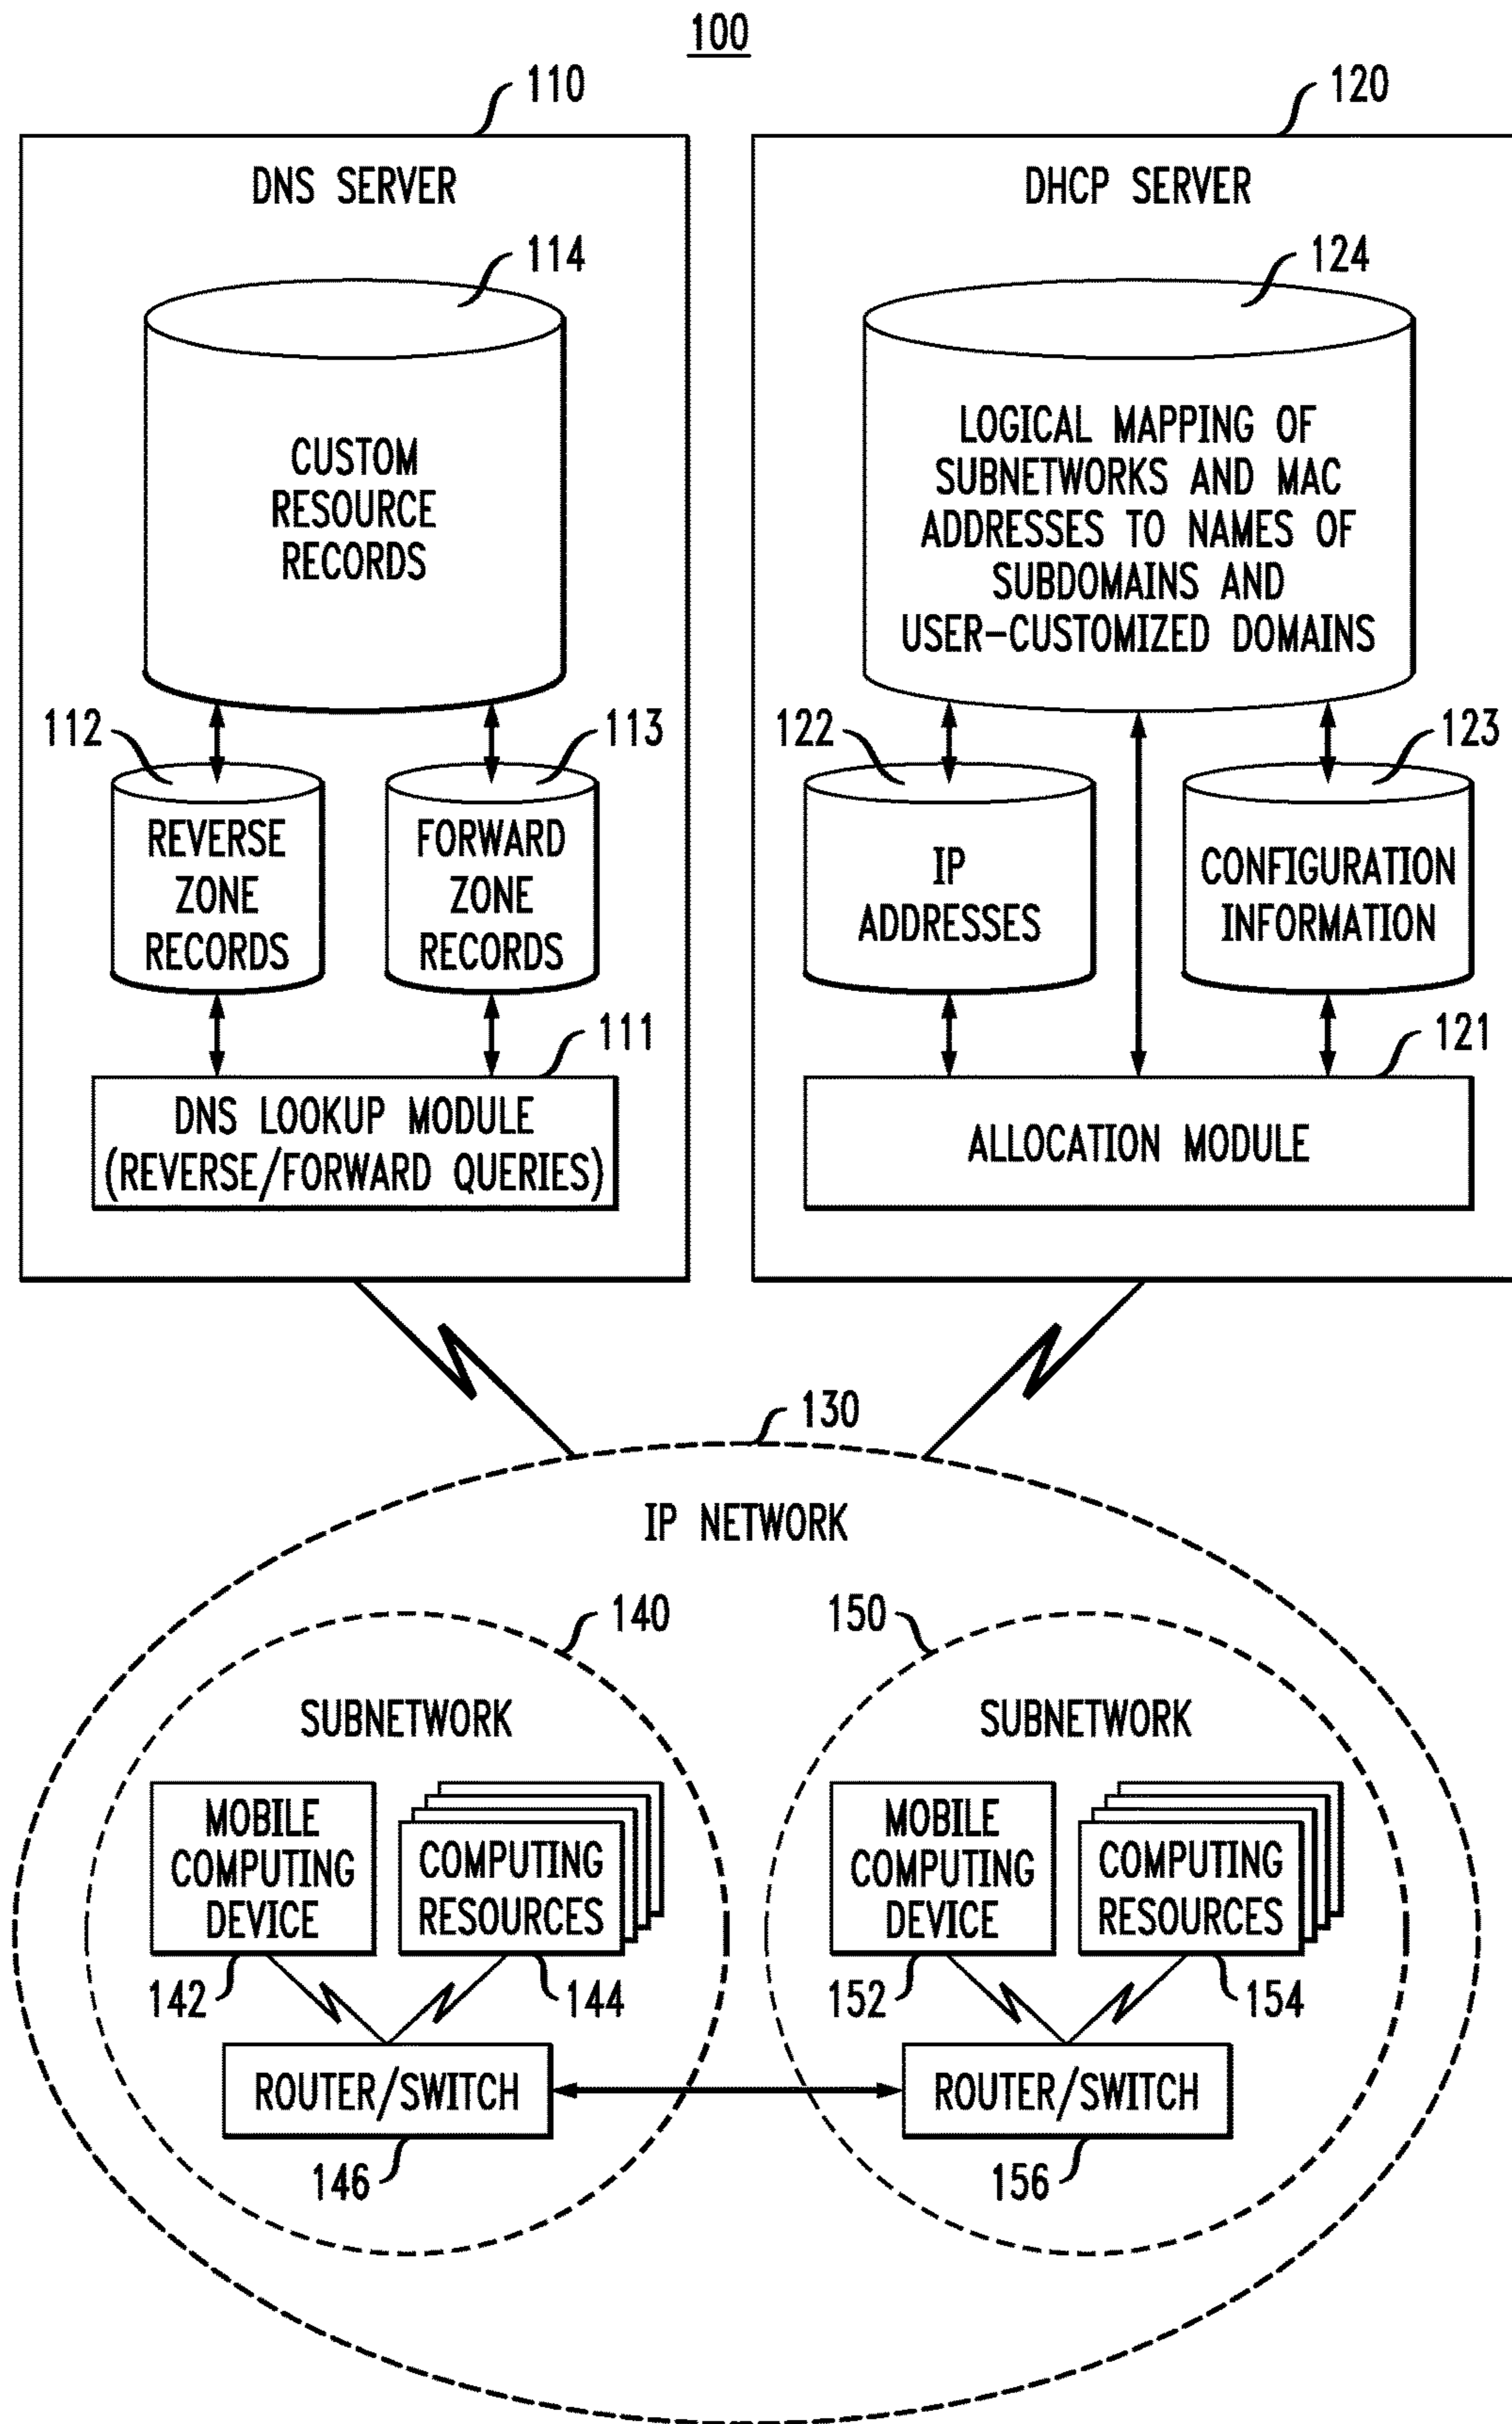 100
110
120
DNS SERVER
DHCP SERVER
114
124
CUSTOM
RESOURCE
RECORDS
LOGICAL MAPPING OF
SUBNETWORKS AND MAC
ADDRESSES TO NAMES OF
SUBDOMAINS AND
USER-CUSTOMIZED DOMAINS
112
113
122
123
REVERSE
ZONE
RECORDS
FORWARD
ZONE
RECORDS
IP
ADDRESSES
CONFIGURATION
INFORMATION
111
121
DNS LOOKUP MODULE
(REVERSE/FORWARD QUERIES)
ALLOCATION MODULE
130
IP NETWORK
140
150
SUBNETWORK
SUBNETWORK
MOBILE
COMPUTING
DEVICE
COMPUTING
RESOURCES
MOBILE
COMPUTING
DEVICE
COMPUTING
RESOURCES
142
144
152
154
ROUTER/SWITCH
ROUTER/SWITCH
146
156